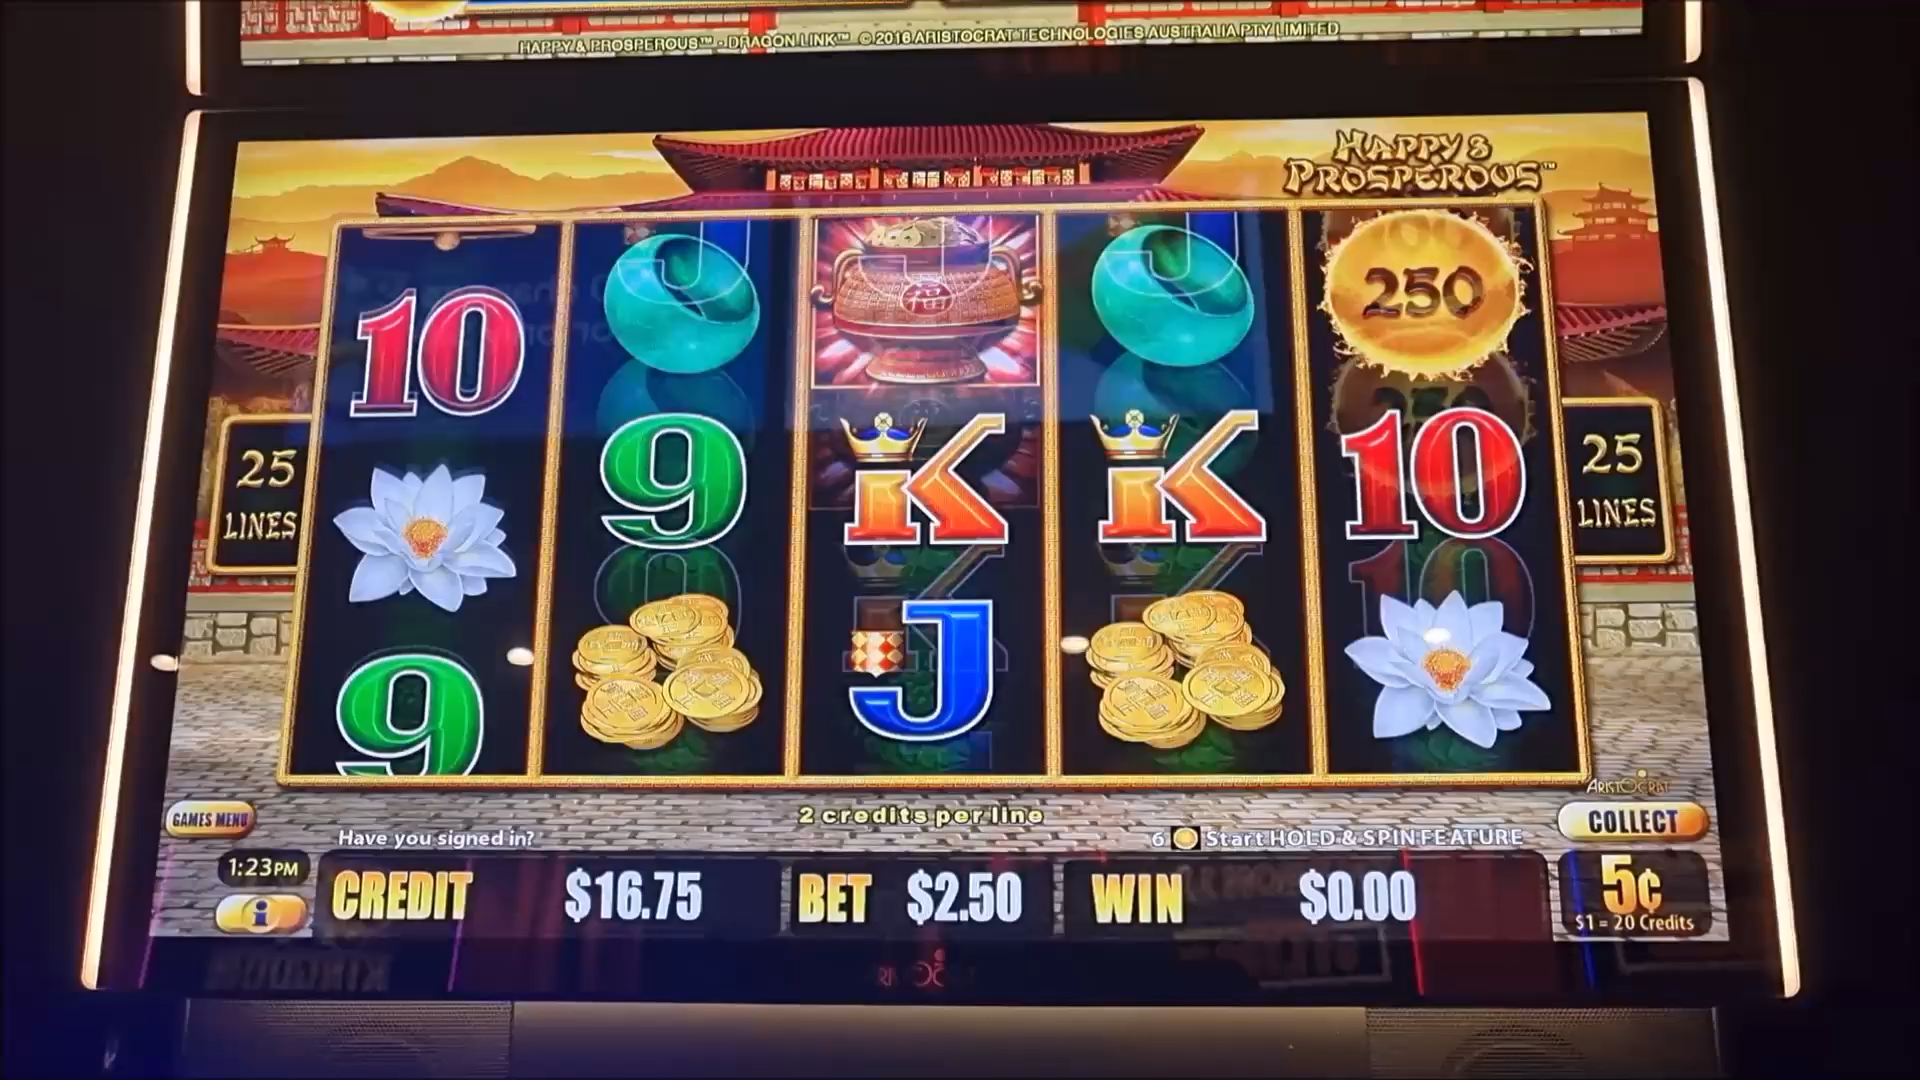 HAPPY & PROSPEROUS™ - DRAGON LINK™ © 2016 ARISTOCRAT TECHNOLOGIES AUSTRALIA PTY LIMITED
HAPPY &
PROSPEROUS™
福
250
10
9
K
K
10
25
LINES
25
LINES
9
J
ARISTOCRAT
GAMES MENU
2 credits per line
COLLECT
Have you signed in?
6 Start HOLD & SPIN FEATURE
1:23PM
i
CREDIT $16.75
BET $2.50
WIN $0.00
5¢
$1 = 20 Credits